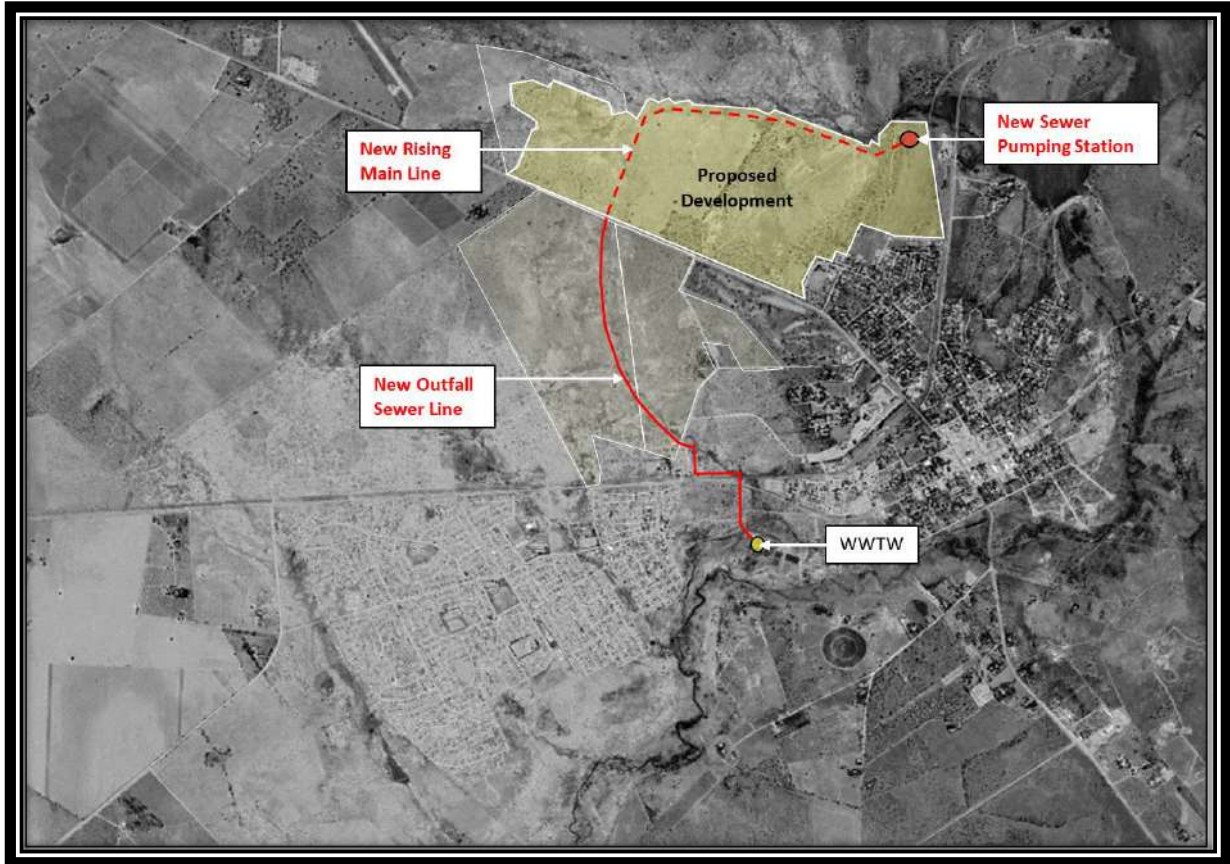 New Sewer
Pumping Station
New Rising
Main Line
Proposed
Development
New Outfall
Sewer Line
WWTW